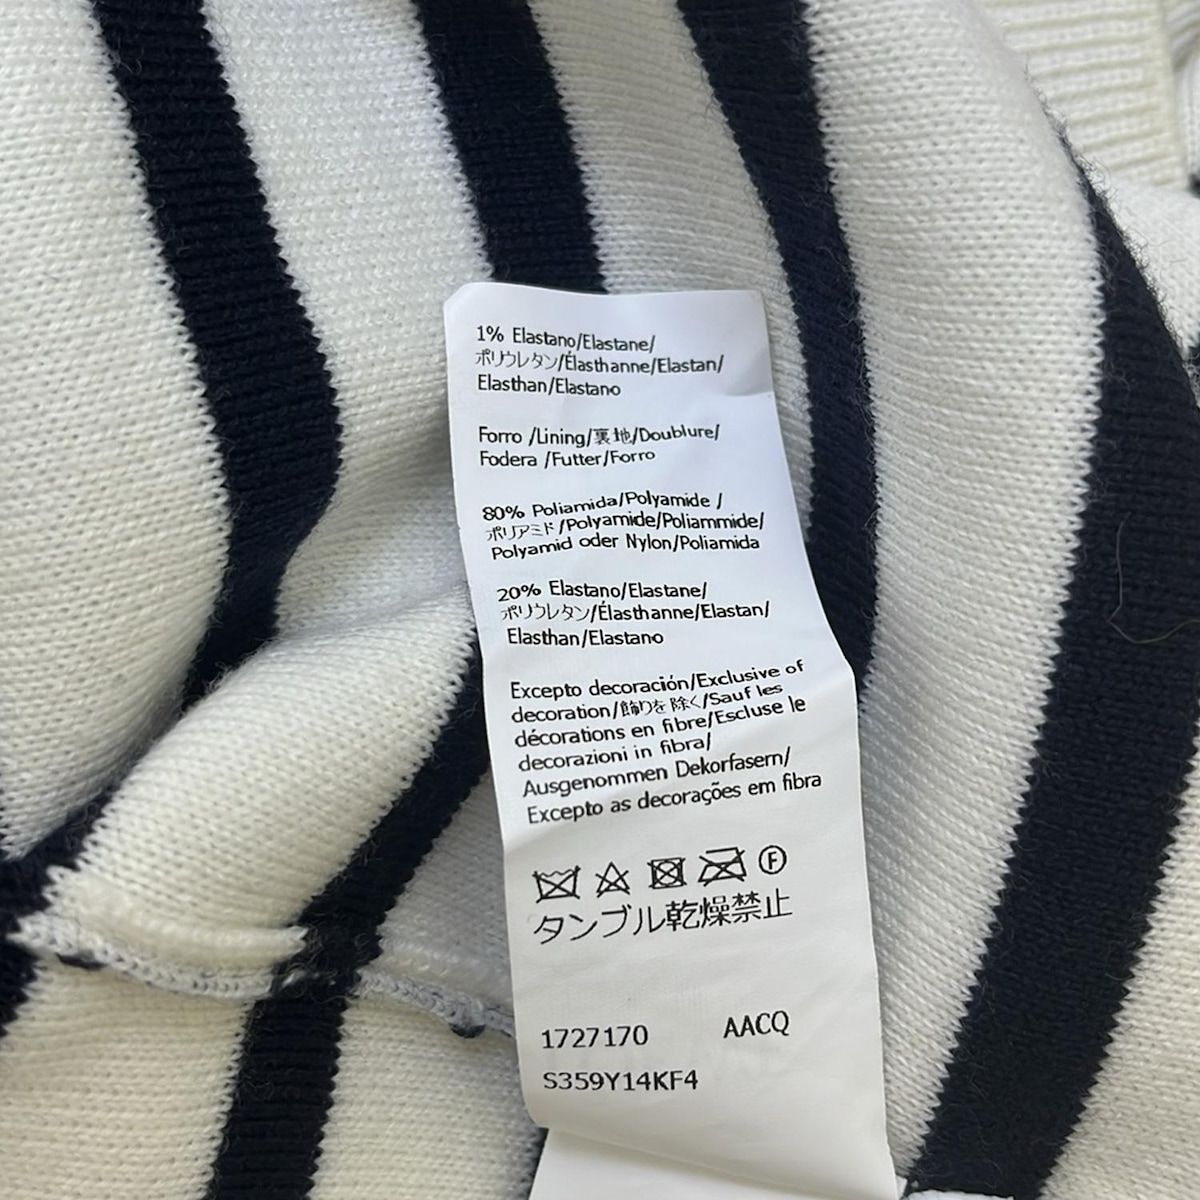 1% Elastano/Elastane/
ポリウレタン/Élasthanne/Elastan/
Elasthan/Elastano
Forro /Lining/裏地/Doublure/
Fodera /Futter/Forro
80% Poliamida/Polyamide /
ポリアミド/Polyamide/Poliammide/
Polyamid oder Nylon/Poliamida
20% Elastano/Elastane/
ポリウレタン/Élasthanne/Elastan/
Elasthan/Elastano
Excepto decoración/Exclusive of
decoration/飾りを除く/Sauf les
décorations en fibre/Escluse le
decorazioni in fibra/
Ausgenommen Dekorfasern/
Excepto as decorações em fibra
F
タンブル乾燥禁止
1727170 AACQ
S359Y14KF4